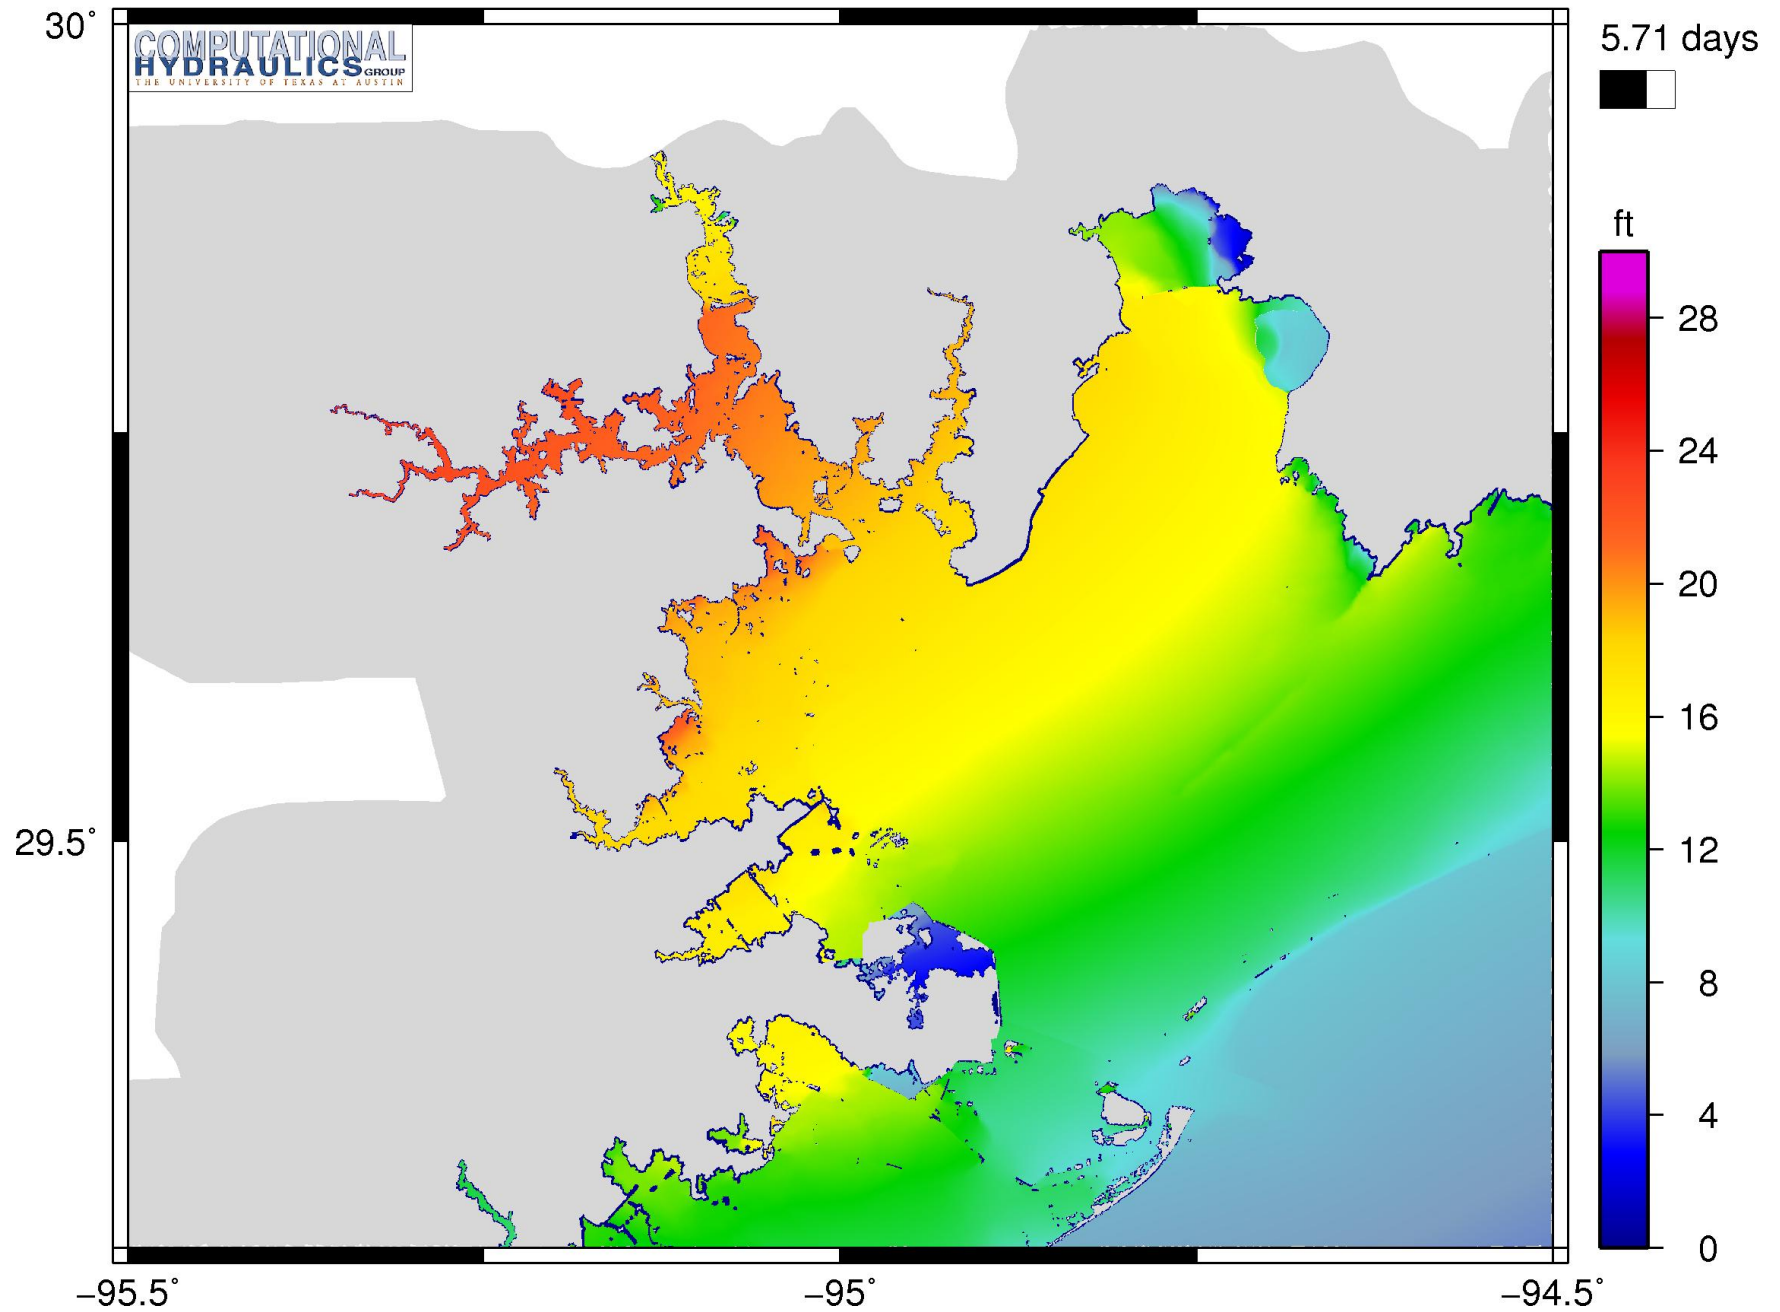 30°
COMPUTATIONAL
HYDRAULICS GROUP
THE UNIVERSITY OF TEXAS AT AUSTIN
5.71 days
ft
28
24
20
16
12
8
4
0
29.5°
−95.5°
−95°
−94.5°